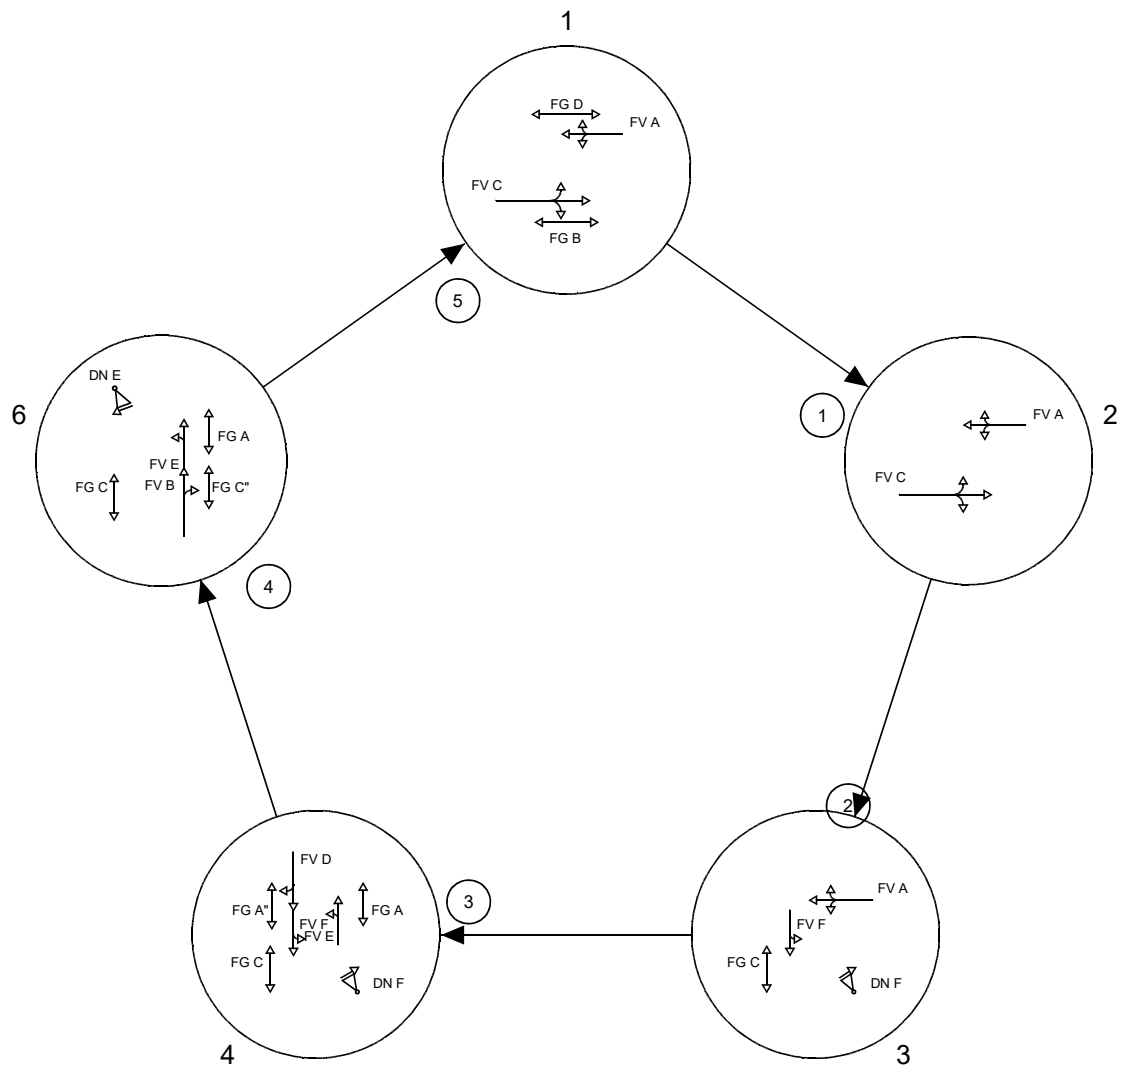 1
FG D
FV A
FV C
FG B
5
1
2
FV A
FV C
6
DN E
FG A
FV E
FG C
FV B
FG C"
4
2
3
FV A
FV F
FG C
DN F
3
FV D
FG A"
FG A
FV F
FV E
FG C
DN F
4